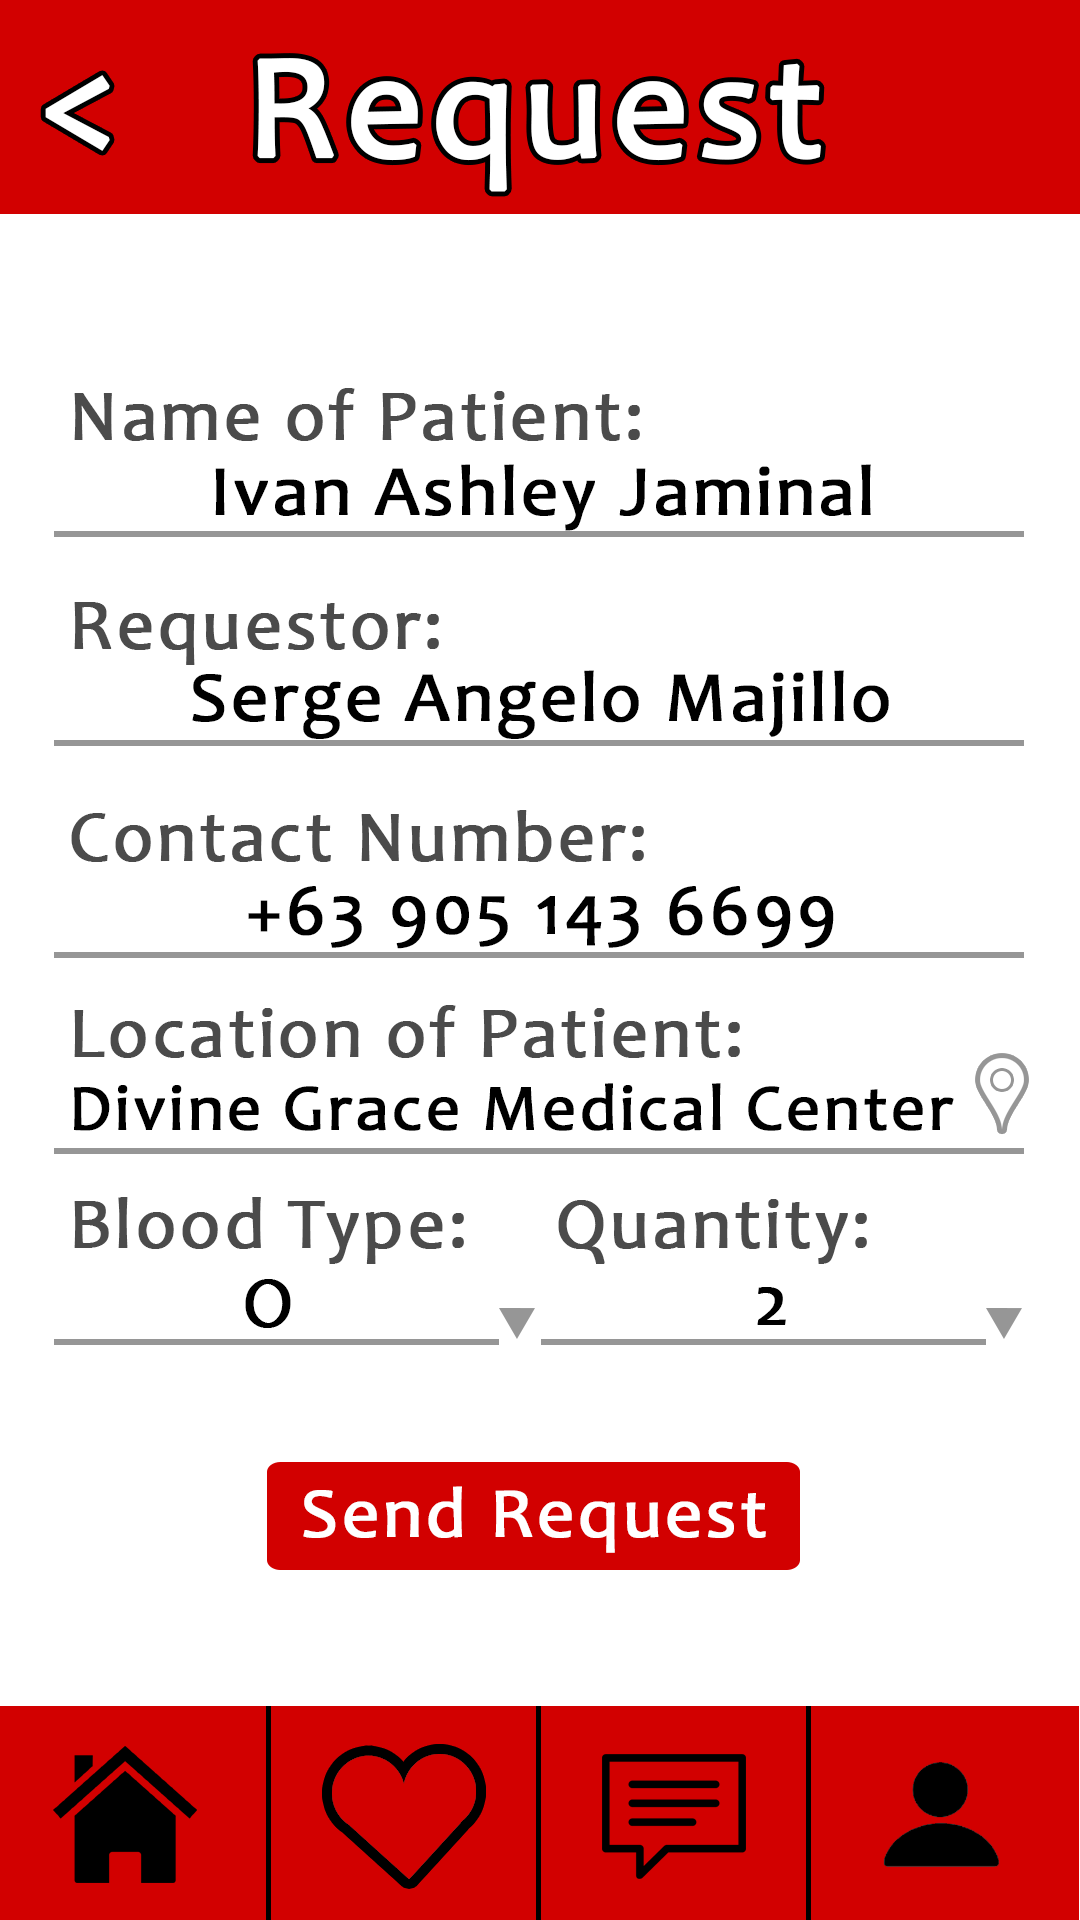 < Request
Name of Patient:
Ivan Ashley Jaminal
Requestor:
Serge Angelo Majillo
Contact Number:
+63 905 143 6699
Location of Patient:
Divine Grace Medical Center
Blood Type: Quantity:
O 2
Send Request